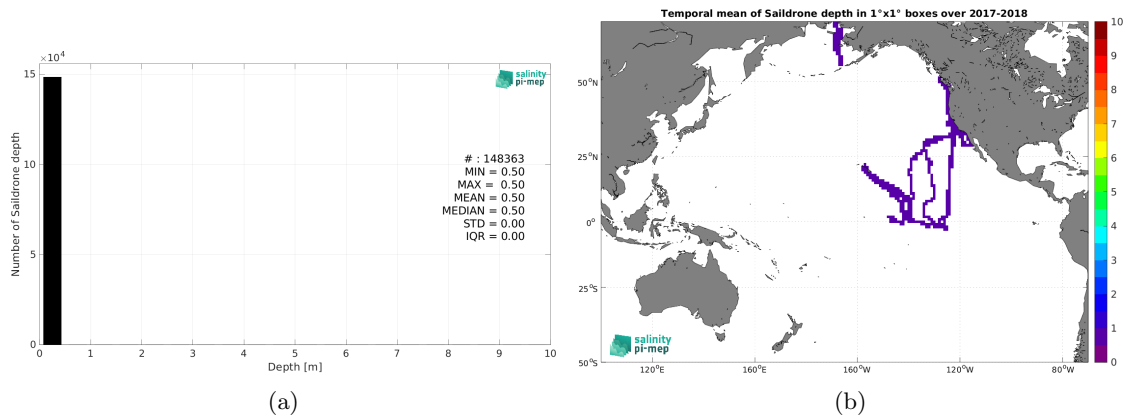 ×10⁴
15
10
5
0
0 1 2 3 4 5 6 7 8 9 10
Number of Saildrone depth
Depth [m]
salinity
pi-mep
# : 148363
MIN = 0.50
MAX = 0.50
MEAN = 0.50
MEDIAN = 0.50
STD = 0.00
IQR = 0.00
(a)
Temporal mean of Saildrone depth in 1°x1° boxes over 2017-2018
50°N
25°N
0°
25°S
50°S
120°W
160°W
160°W
120°W
80°W
salinity
pi-mep
10
9
8
7
6
5
4
3
2
1
0
(b)